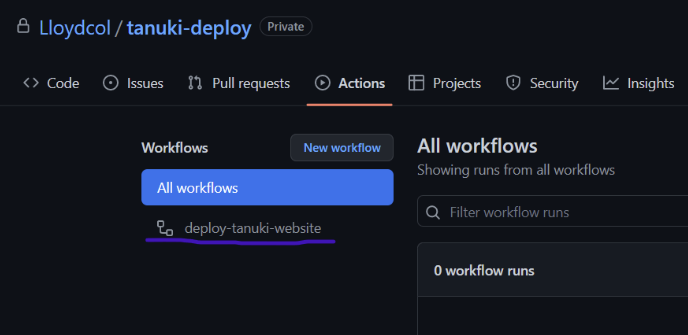 Lloydcol / tanuki-deploy Private
Code Issues Pull requests Actions Projects Security Insights
Workflows New workflow
All workflows
deploy-tanuki-website
All workflows
Showing runs from all workflows
Filter workflow runs
0 workflow runs